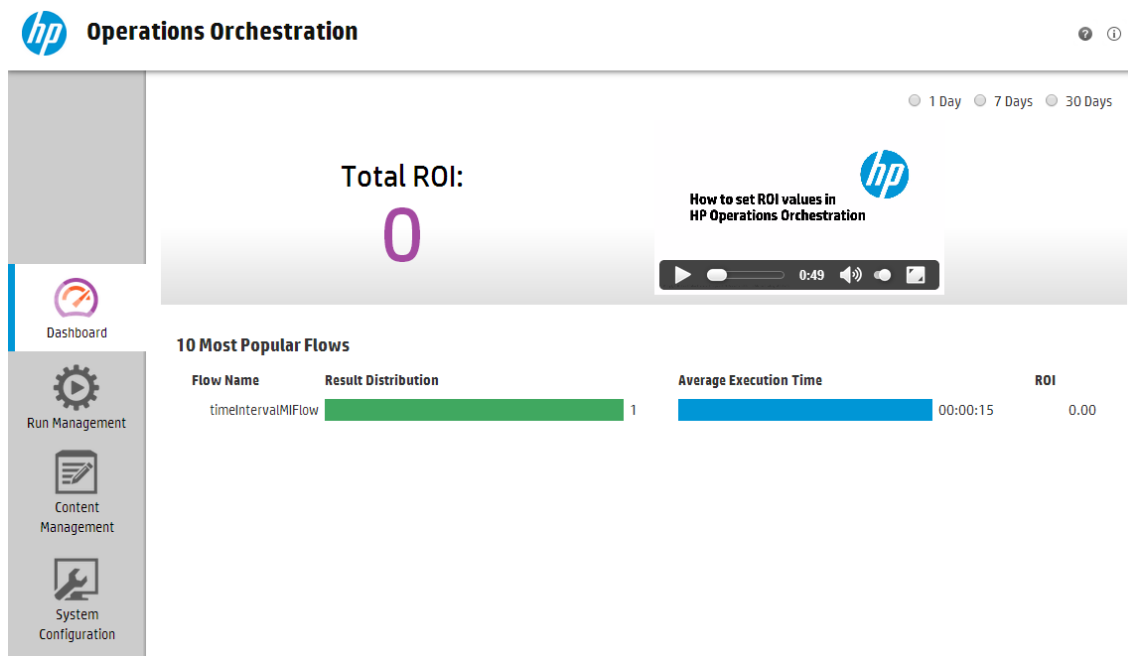 hp Operations Orchestration
1 Day 7 Days 30 Days
Total ROI:
0
hp
How to set ROI values in
HP Operations Orchestration
0:49
Dashboard
Run Management
Content
Management
System
Configuration
10 Most Popular Flows
Flow Name Result Distribution Average Execution Time ROI
timeIntervalMIFlow 1 00:00:15 0.00